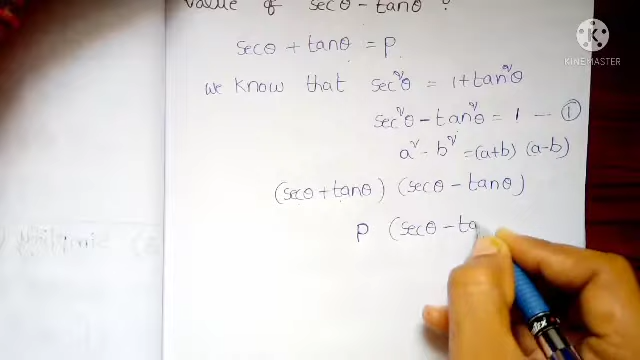 value of secθ - tanθ ?
secθ + tanθ = P
we know that sec²θ = 1 + tan²θ
sec²θ - tan²θ = 1 — ①
a² - b² = (a+b) (a-b)
(secθ + tanθ) (secθ - tanθ)
P (secθ - ta
KINEMASTER